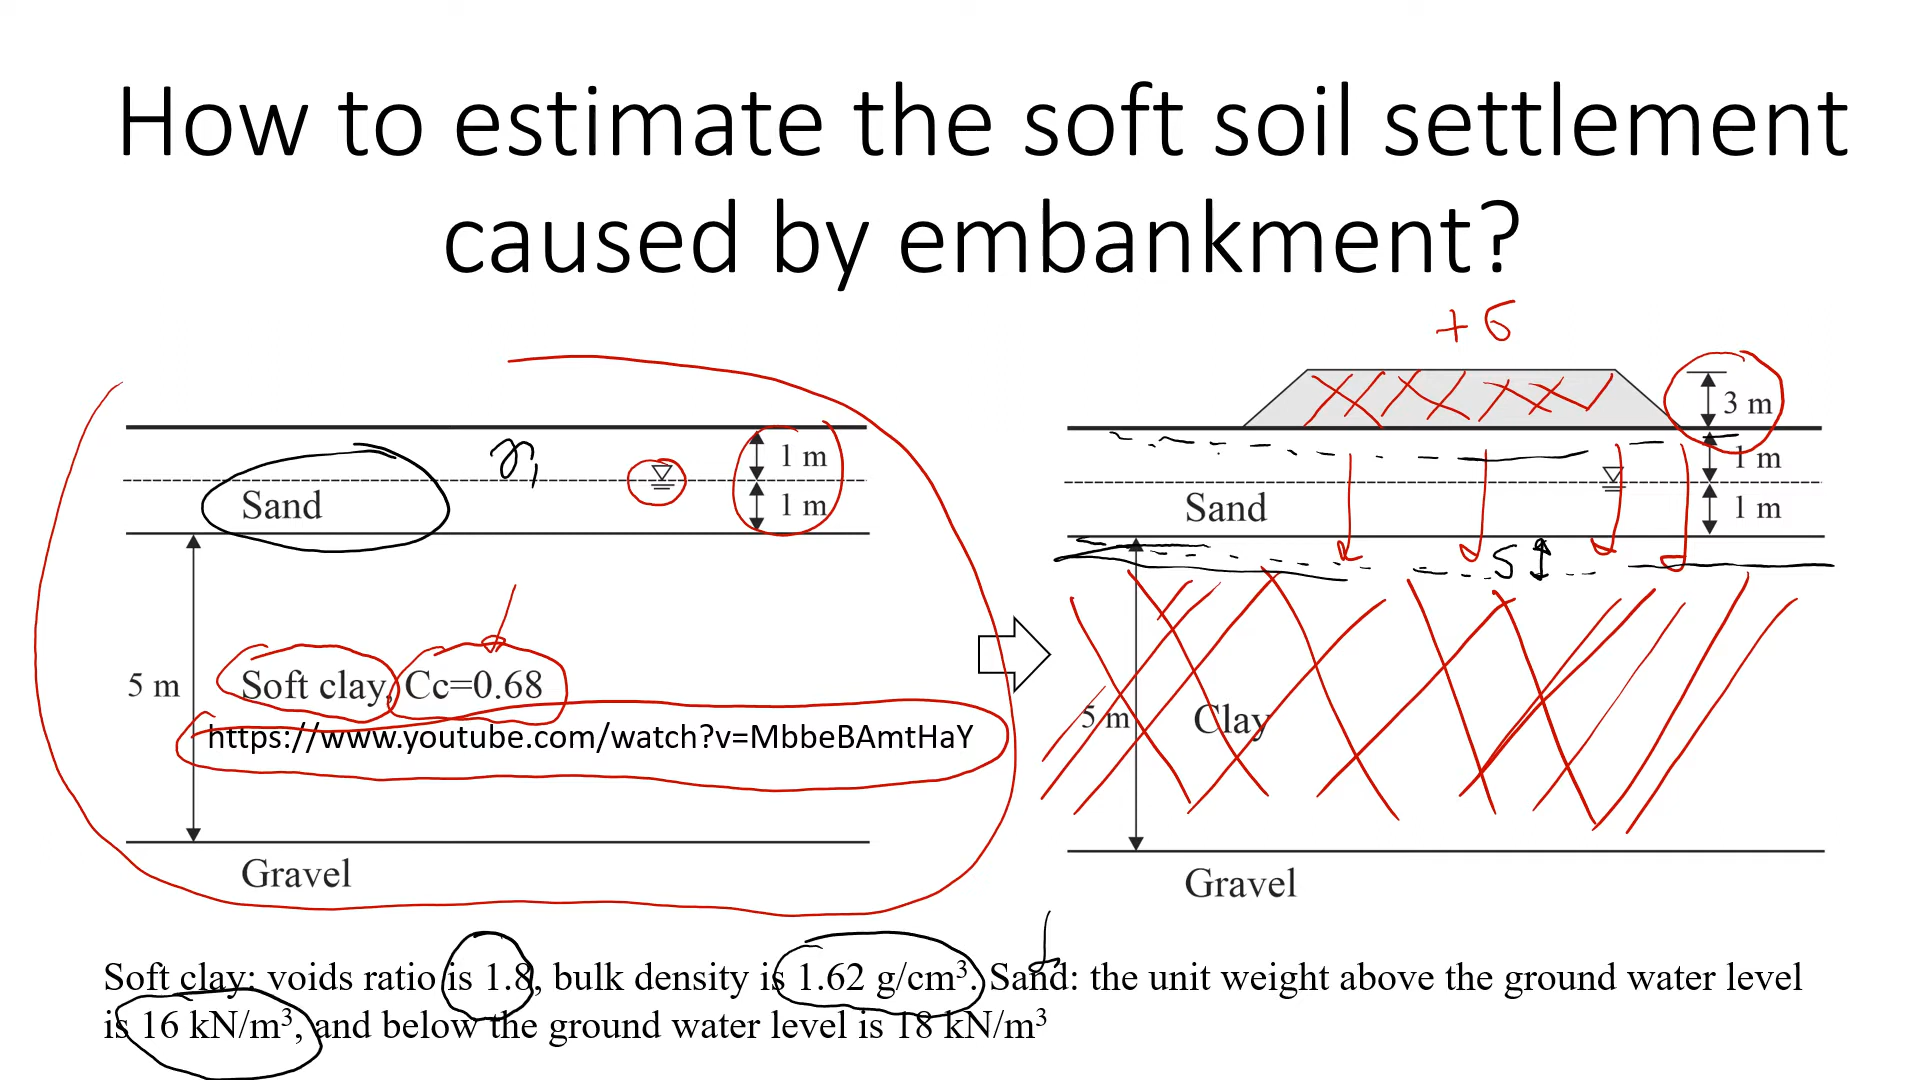 How to estimate the soft soil settlement
caused by embankment?
+σ
3 m
γ1
1 m
1 m
Sand
1 m
1 m
Sand
S
5 m
Soft clay, Cc=0.68
https://www.youtube.com/watch?v=MbbeBAmtHaY
5 m
Clay
Gravel
Gravel
Soft clay: voids ratio is 1.8, bulk density is 1.62 g/cm³. Sand: the unit weight above the ground water level
is 16 kN/m³, and below the ground water level is 18 kN/m³